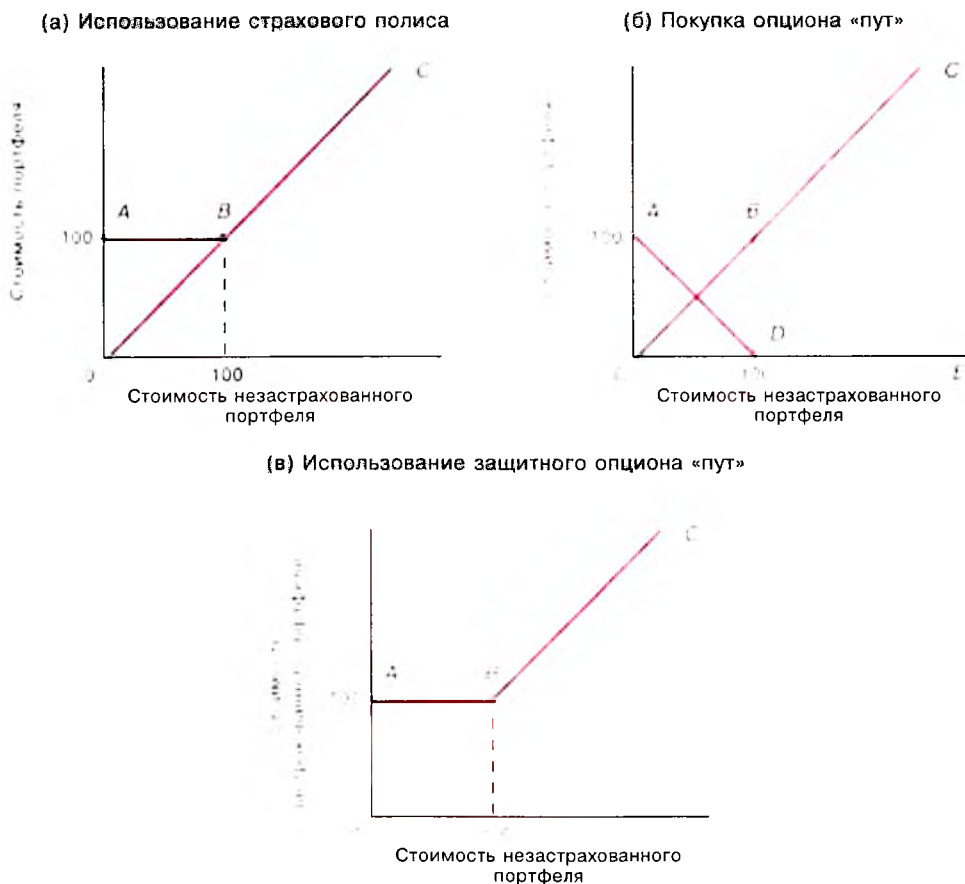 (а) Использование страхового полиса
(б) Покупка опциона «пут»
Стоимость портфеля
C
A
B
100
0
100
Стоимость незастрахованного
портфеля
C
A
B
100
D
100
E
Стоимость незастрахованного
портфеля
(в) Использование защитного опциона «пут»
C
A
B
Стоимость незастрахованного
портфеля